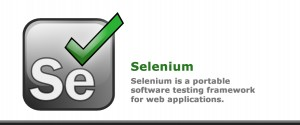 Se
Selenium
Selenium is a portable
software testing framework
for web applications.